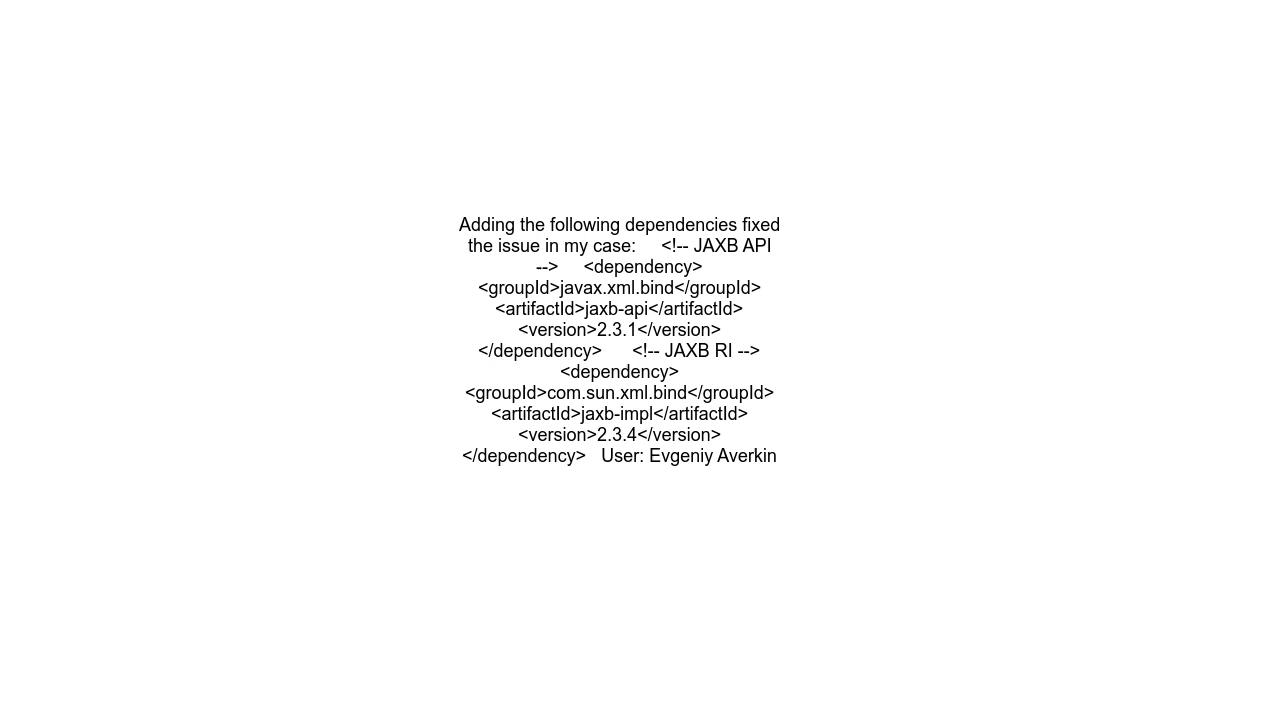 Adding the following dependencies fixed
the issue in my case:     <!-- JAXB API
-->     <dependency>
<groupId>javax.xml.bind</groupId>
<artifactId>jaxb-api</artifactId>
<version>2.3.1</version>
</dependency>      <!-- JAXB RI -->
<dependency>
<groupId>com.sun.xml.bind</groupId>
<artifactId>jaxb-impl</artifactId>
<version>2.3.4</version>
</dependency>   User: Evgeniy Averkin